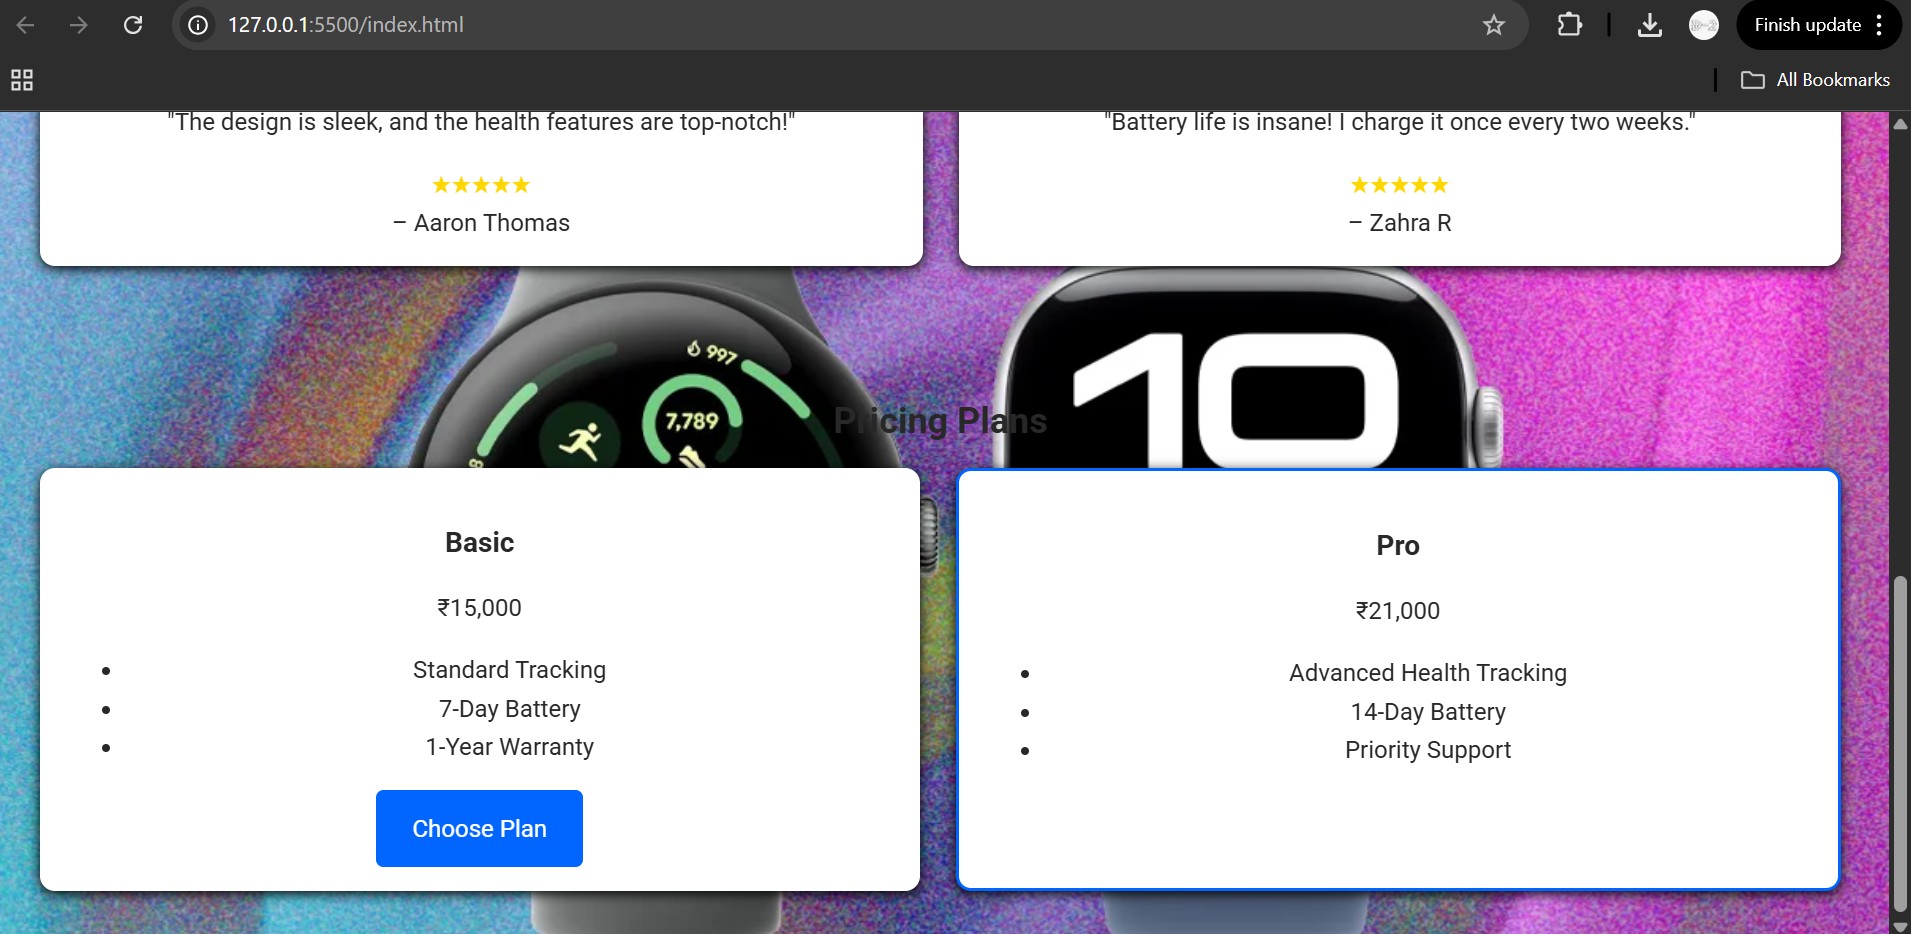 127.0.0.1:5500/index.html
Finish update
All Bookmarks
"The design is sleek, and the health features are top-notch!"
★★★★★
– Aaron Thomas
"Battery life is insane! I charge it once every two weeks."
★★★★★
– Zahra R
997
7,789
8
10
Pricing Plans
Basic
₹15,000
• Standard Tracking
• 7-Day Battery
• 1-Year Warranty
Choose Plan
Pro
₹21,000
• Advanced Health Tracking
• 14-Day Battery
• Priority Support